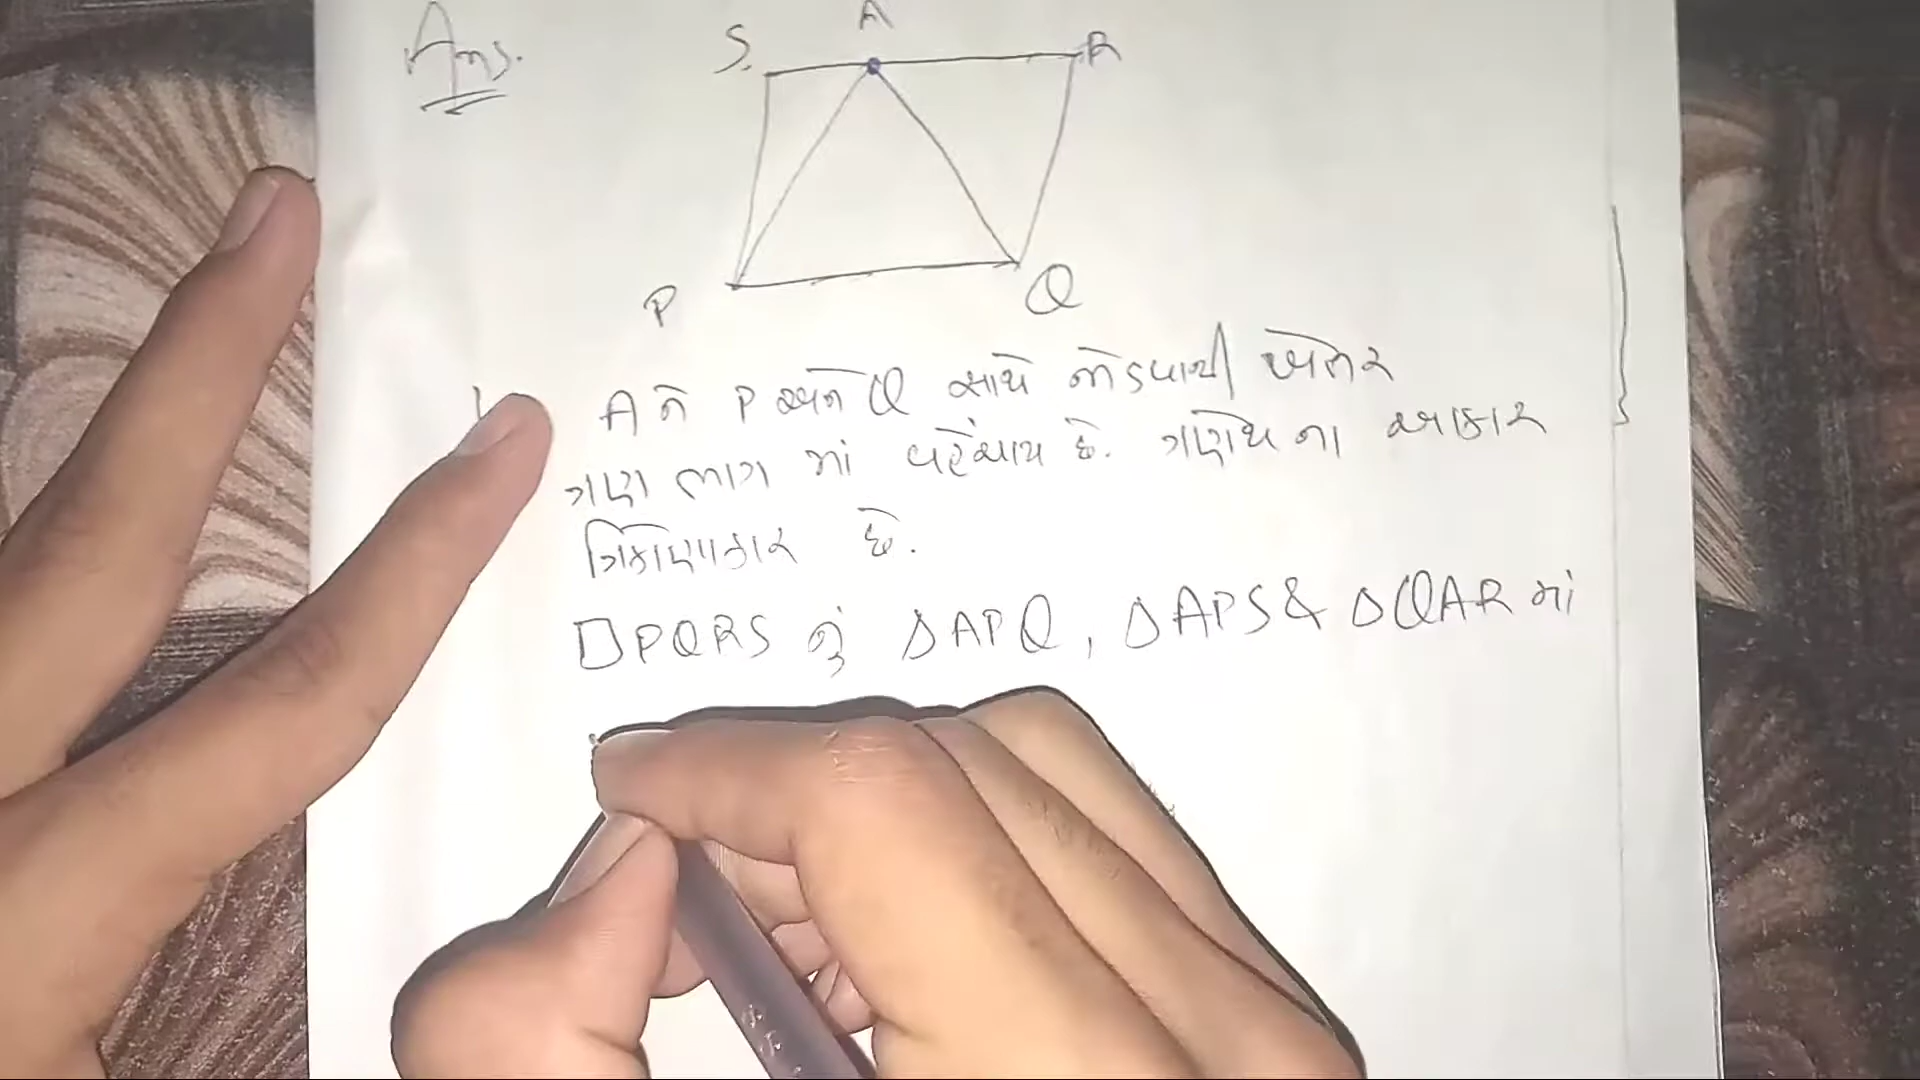 Ans.
A
S.
R
P
Q
A ને P અને Q સાથે જોડવાથી ખેતર
ત્રણ ભાગ માં વહેંચાય છે. ત્રણેય ના આકાર
ત્રિકોણાકાર છે.
□PQRS નું ΔAPQ, ΔAPS & ΔQAR માં